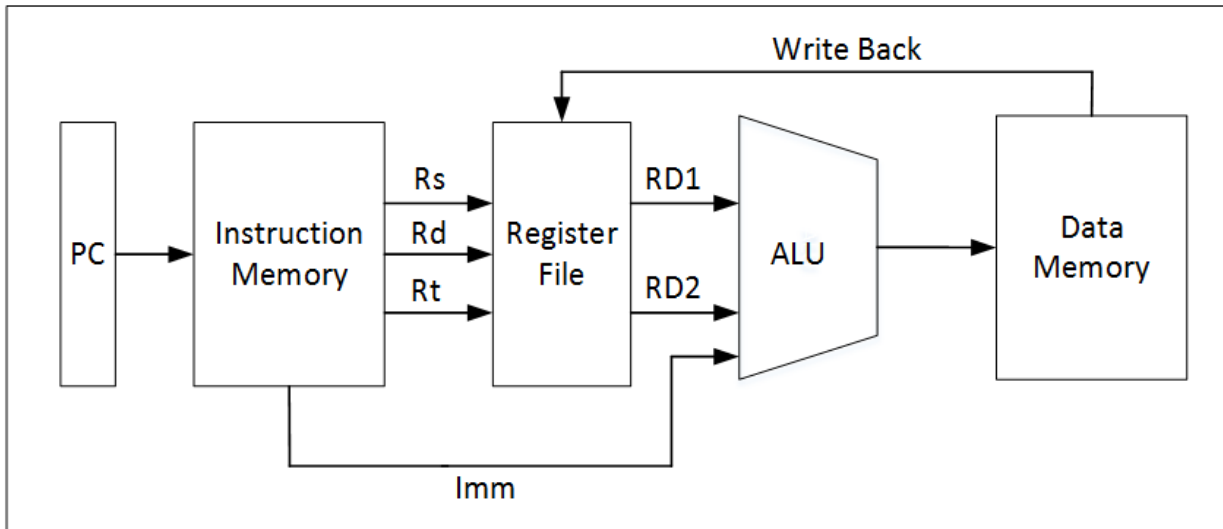 Write Back
PC
Instruction
Memory
Rs
Rd
Rt
Register
File
RD1
RD2
ALU
Data
Memory
Imm